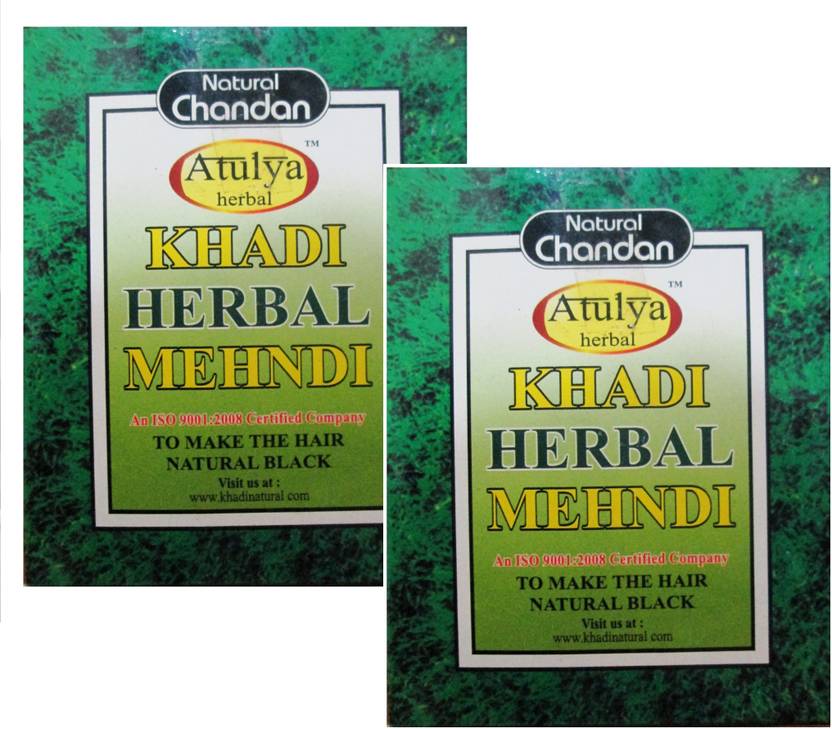 Natural
Chandan
Atulya
TM
herbal
KHADI
HERBAL
MEHNDI
An ISO 9001:2008 Certified Company
TO MAKE THE HAIR
NATURAL BLACK
Visit us at :
www.khadinatural.com
Natural
Chandan
Atulya
TM
herbal
KHADI
HERBAL
MEHNDI
An ISO 9001:2008 Certified Company
TO MAKE THE HAIR
NATURAL BLACK
Visit us at :
www.khadinatural.com